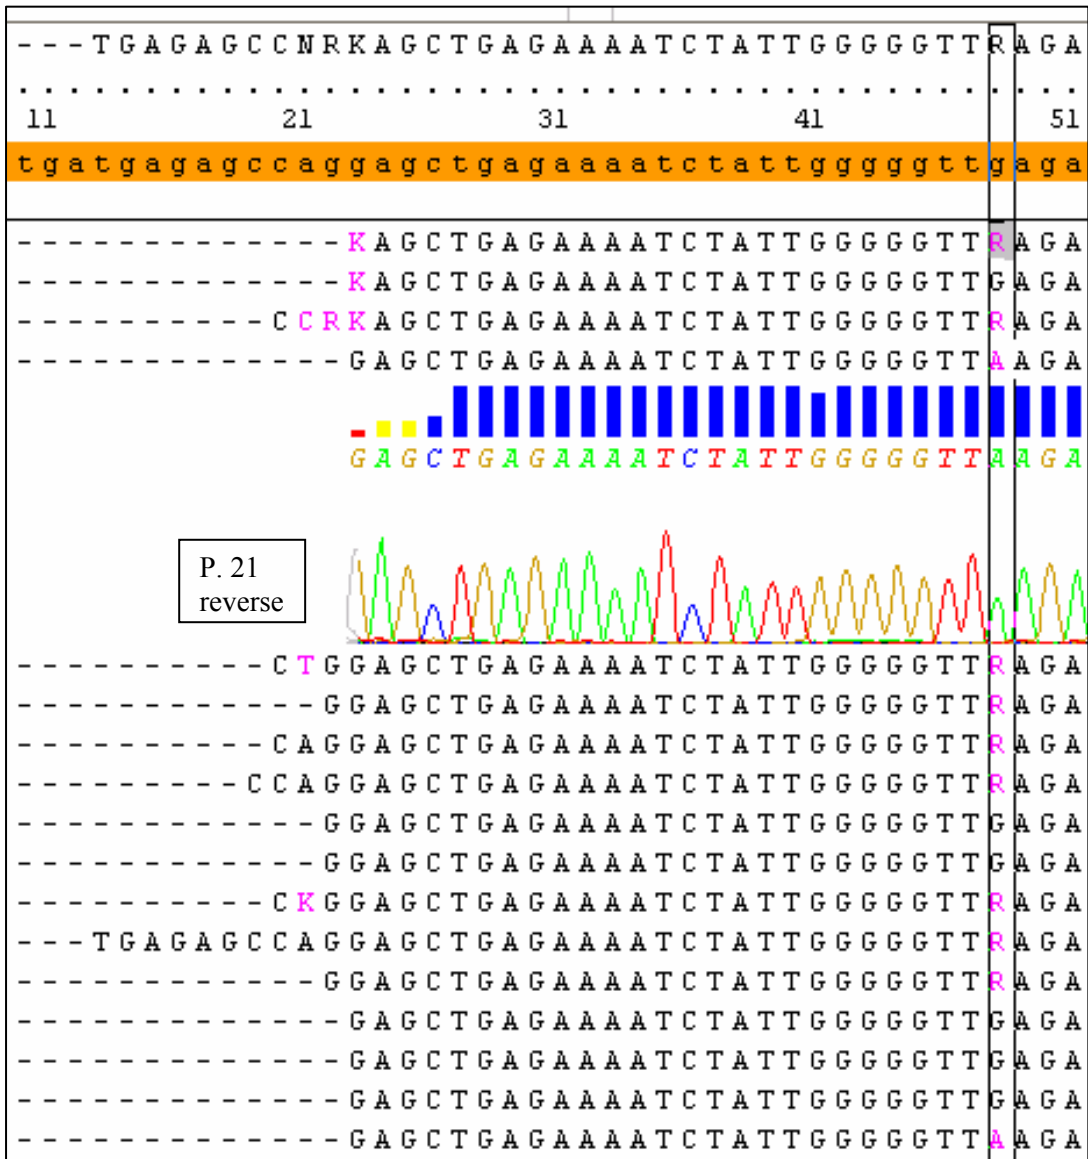 ---TGAGAGCCNRKAGCTGAGAAAATCTATTGGGGGTTRAGA
..........................................
11 21 31 41 51
tgatgagagccaggagctgagaaaatctattgggggttgaga
-------------KAGCTGAGAAAATCTATTGGGGGTTRAGA
-------------KAGCTGAGAAAATCTATTGGGGGTTGAGA
----------CCRKAGCTGAGAAAATCTATTGGGGGTTRAGA
-------------GAGCTGAGAAAATCTATTGGGGGTTAAGA
GAGCTGAGAAAATCTATTGGGGGTTAAGA
P. 21
reverse
----------CTGGAGCTGAGAAAATCTATTGGGGGTTRAGA
------------GGAGCTGAGAAAATCTATTGGGGGTTRAGA
----------CAGGAGCTGAGAAAATCTATTGGGGGTTRAGA
---------CCAGGAGCTGAGAAAATCTATTGGGGGTTRAGA
------------GGAGCTGAGAAAATCTATTGGGGGTTGAGA
------------GGAGCTGAGAAAATCTATTGGGGGTTGAGA
----------CKGGAGCTGAGAAAATCTATTGGGGGTTRAGA
---TGAGAGCCAGGAGCTGAGAAAATCTATTGGGGGTTRAGA
------------GGAGCTGAGAAAATCTATTGGGGGTTRAGA
-------------GAGCTGAGAAAATCTATTGGGGGTTGAGA
-------------GAGCTGAGAAAATCTATTGGGGGTTGAGA
-------------GAGCTGAGAAAATCTATTGGGGGTTGAGA
-------------GAGCTGAGAAAATCTATTGGGGGTTAAGA